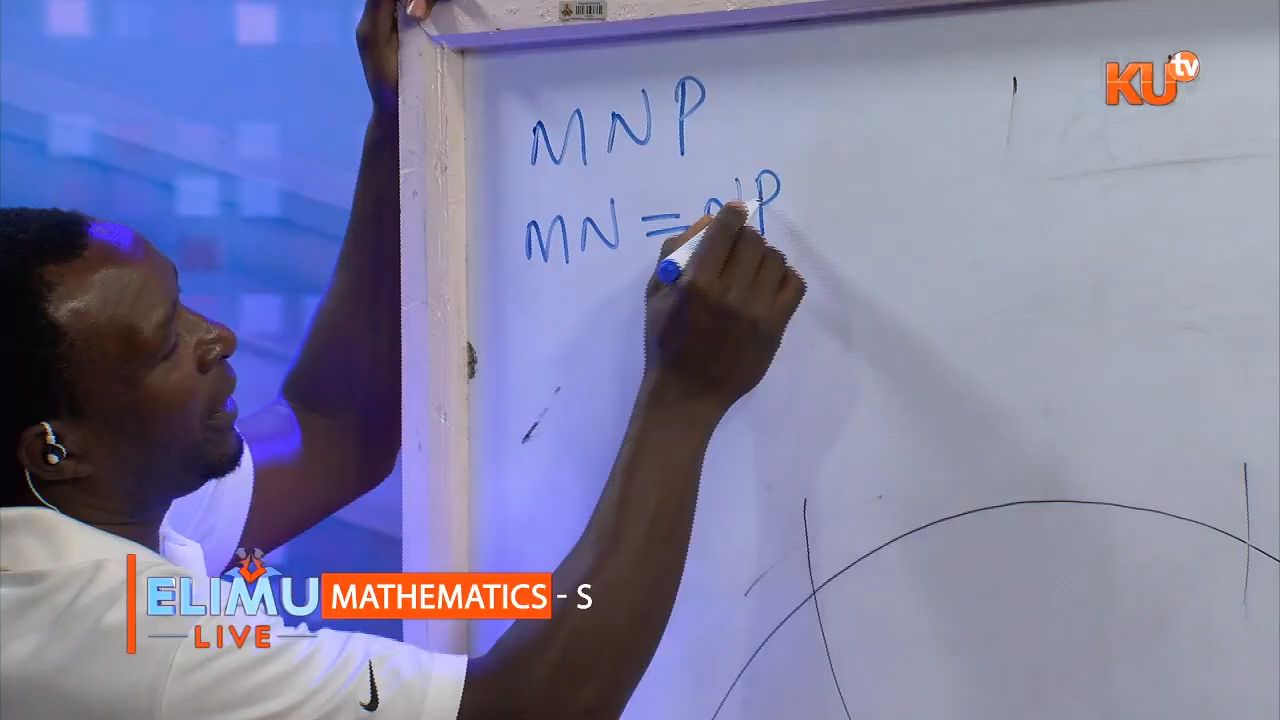 KU tv
MNP
MN = NP
ELIMU MATHEMATICS - S
LIVE